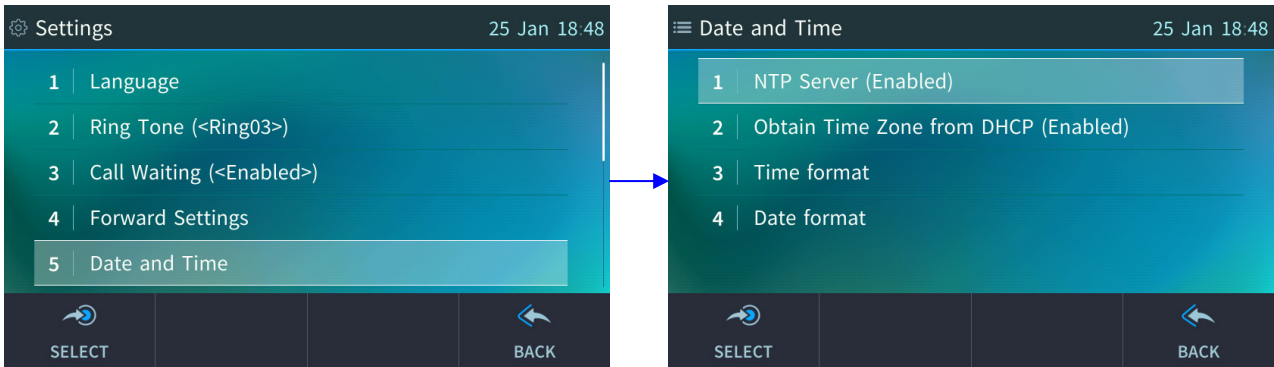 Settings 25 Jan 18:48
1 Language
2 Ring Tone (<Ring03>)
3 Call Waiting (<Enabled>)
4 Forward Settings
5 Date and Time
SELECT BACK
Date and Time 25 Jan 18:48
1 NTP Server (Enabled)
2 Obtain Time Zone from DHCP (Enabled)
3 Time format
4 Date format
SELECT BACK